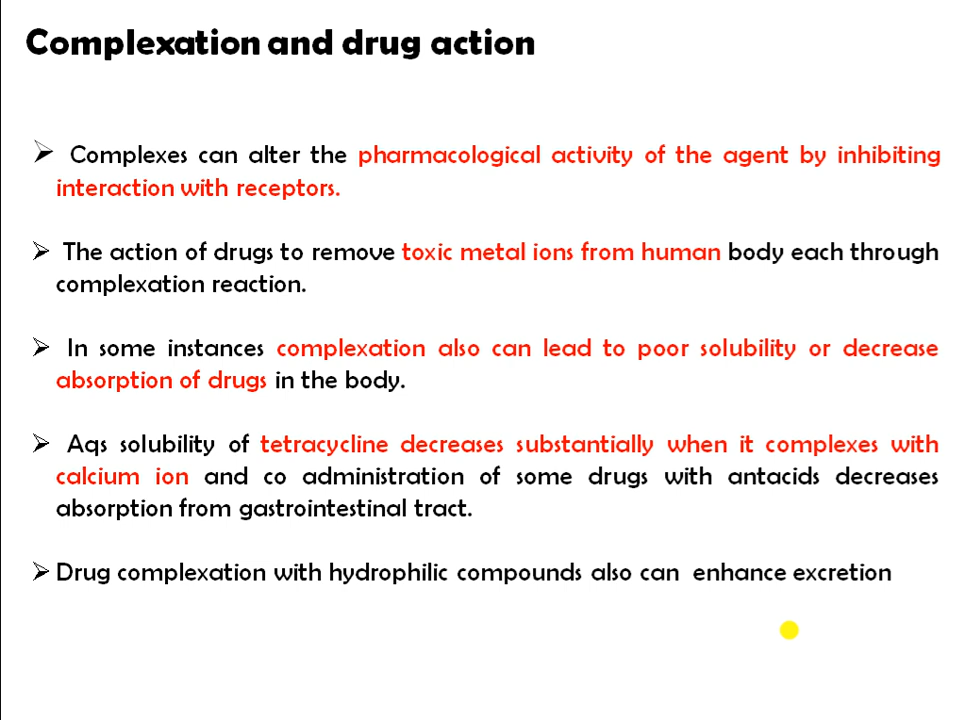 Complexation and drug action
➢ Complexes can alter the pharmacological activity of the agent by inhibiting
interaction with receptors.
➢ The action of drugs to remove toxic metal ions from human body each through
complexation reaction.
➢ In some instances complexation also can lead to poor solubility or decrease
absorption of drugs in the body.
➢ Aqs solubility of tetracycline decreases substantially when it complexes with
calcium ion and co administration of some drugs with antacids decreases
absorption from gastrointestinal tract.
➢ Drug complexation with hydrophilic compounds also can enhance excretion